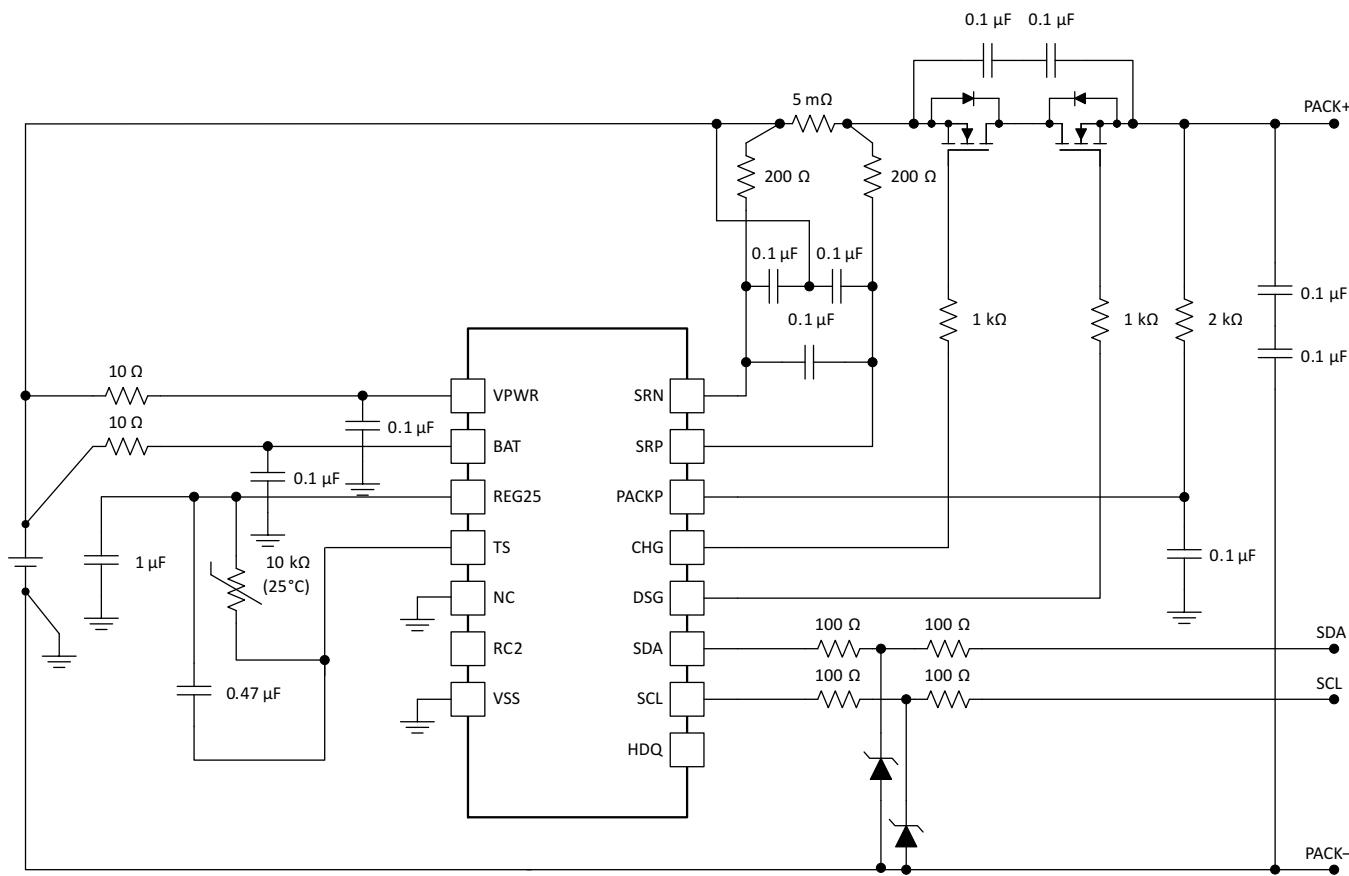 0.1 µF 0.1 µF
5 mΩ
PACK+
200 Ω 200 Ω
0.1 µF 0.1 µF
0.1 µF
0.1 µF
1 kΩ 1 kΩ 2 kΩ
0.1 µF
10 Ω
VPWR SRN
0.1 µF
10 Ω
BAT SRP
0.1 µF
REG25 PACKP
1 µF
10 kΩ
(25°C)
TS CHG
0.1 µF
NC DSG
100 Ω 100 Ω
SDA
RC2 SDA
100 Ω 100 Ω
SCL
0.47 µF
VSS SCL
HDQ
PACK–